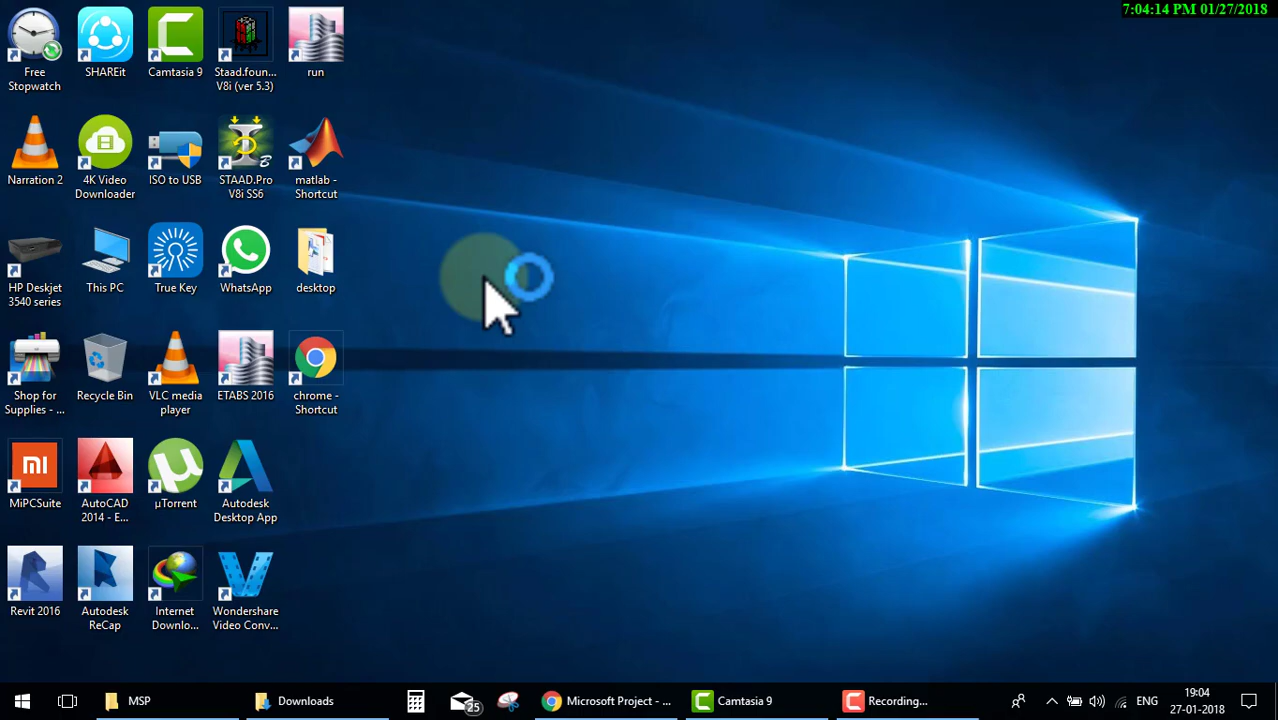 7:04:14 PM 01/27/2018
Free
Stopwatch
SHAREit
Camtasia 9
Staad.foun...
V8i (ver 5.3)
run
Narration 2
4K Video
Downloader
ISO to USB
STAAD.Pro
V8i SS6
matlab -
Shortcut
HP Deskjet
3540 series
This PC
True Key
WhatsApp
desktop
Shop for
Supplies - ...
Recycle Bin
VLC media
player
ETABS 2016
chrome -
Shortcut
MiPCSuite
AutoCAD
2014 - E...
µTorrent
Autodesk
Desktop App
Revit 2016
Autodesk
ReCap
Internet
Downlo...
Wondershare
Video Conv...
MSP
Downloads
25
Microsoft Project - ...
Camtasia 9
Recording...
ENG
19:04
27-01-2018